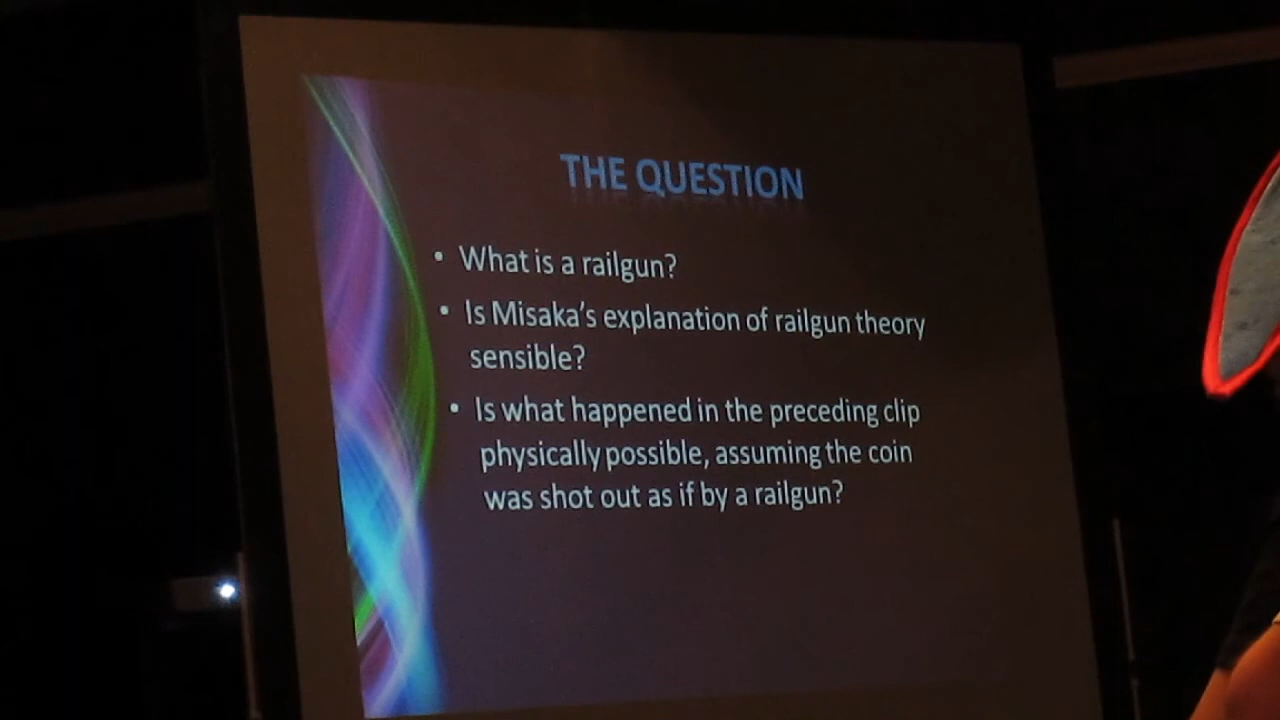 THE QUESTION
• What is a railgun?
• Is Misaka's explanation of railgun theory
sensible?
• Is what happened in the preceding clip
physically possible, assuming the coin
was shot out as if by a railgun?